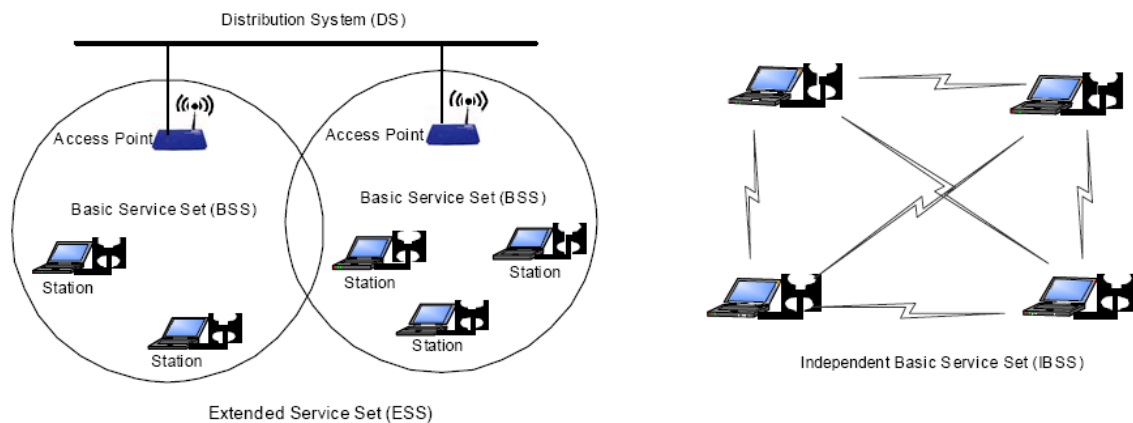 Distribution System (DS)
Access Point
Access Point
Basic Service Set (BSS)
Basic Service Set (BSS)
Station
Station
Station
Station
Station
Extended Service Set (ESS)
Independent Basic Service Set (IBSS)